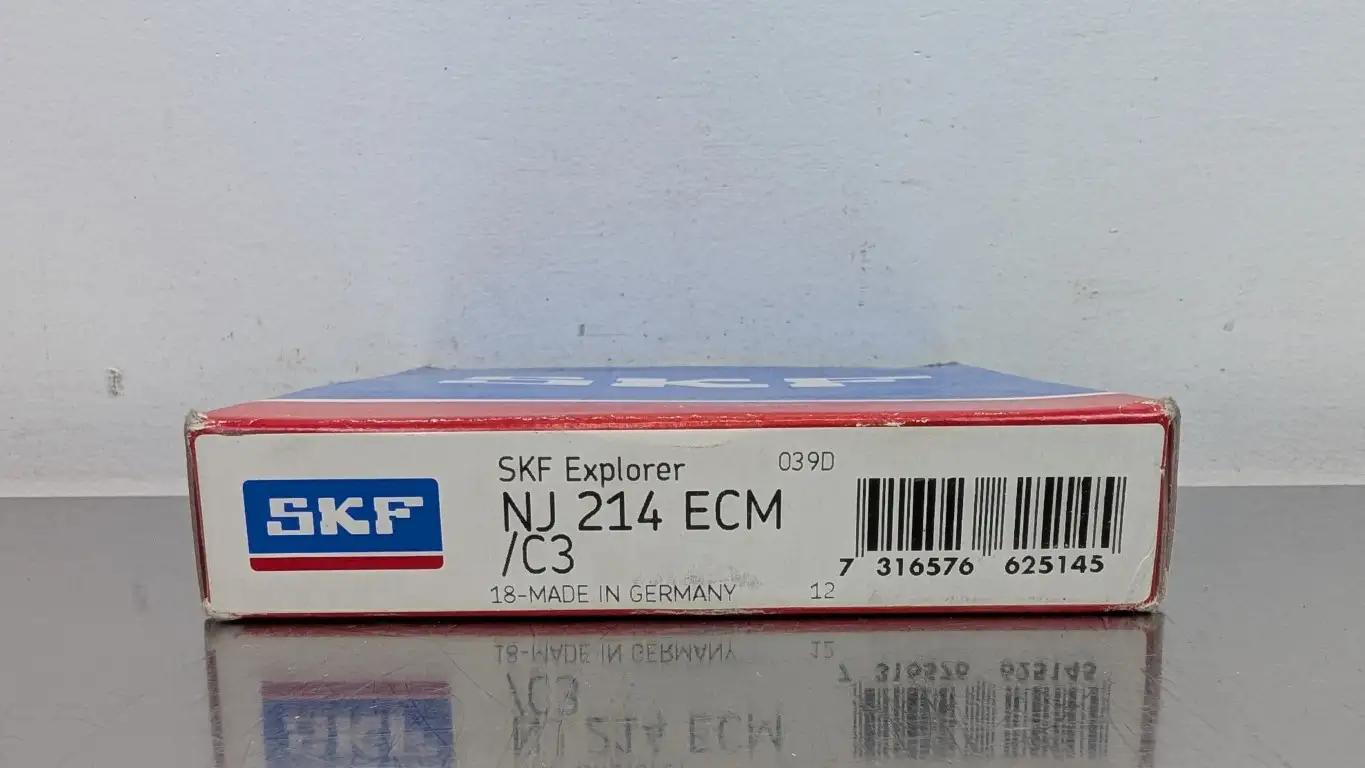 SKF
SKF
SKF Explorer
039D
NJ 214 ECM
/C3
18-MADE IN GERMANY
12
7 316576 625145